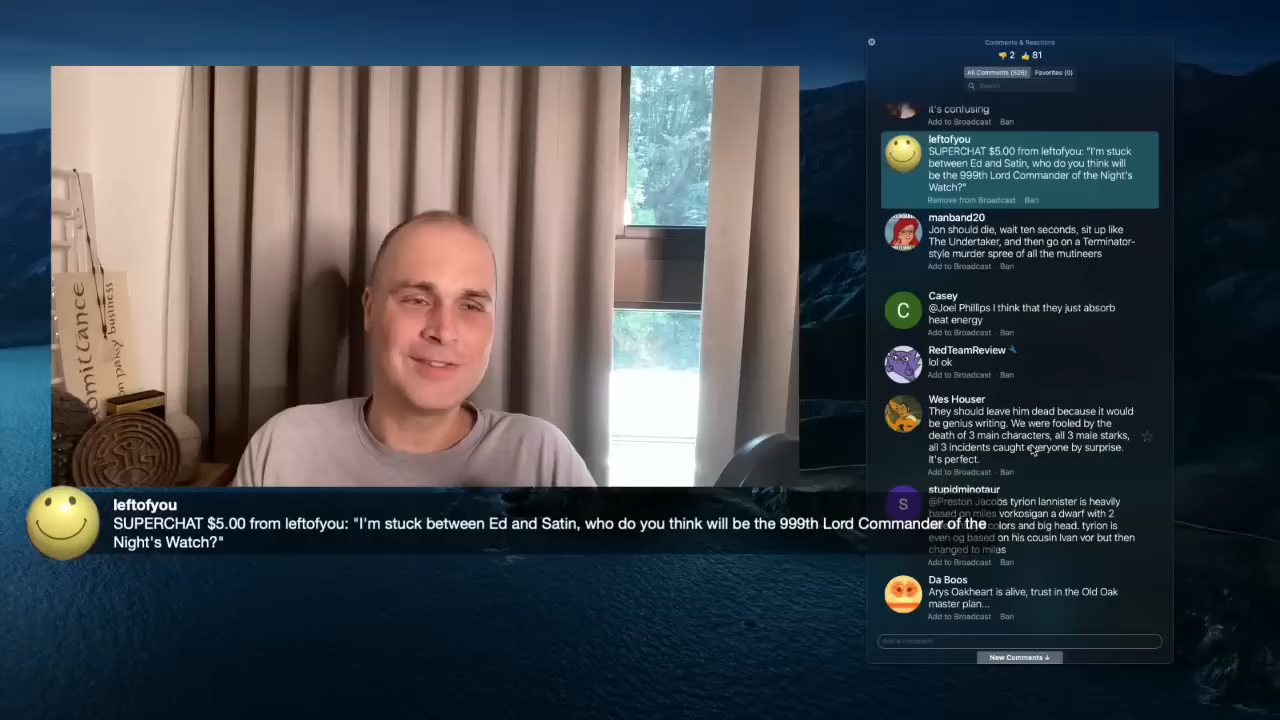 Comments & Reactions
👎 2 👍 81
All Comments (526) Favorites (0)
Search
it's confusing
Add to Broadcast Ban
leftofyou
SUPERCHAT $5.00 from leftofyou: "I'm stuck
between Ed and Satin, who do you think will
be the 999th Lord Commander of the Night's
Watch?"
Remove from Broadcast Ban
manband20
Jon should die, wait ten seconds, sit up like
The Undertaker, and then go on a Terminator-
style murder spree of all the mutineers
Add to Broadcast Ban
C
Casey
@Joel Phillips I think that they just absorb
heat energy
Add to Broadcast Ban
RedTeamReview
lol ok
Add to Broadcast Ban
Wes Houser
They should leave him dead because it would
be genius writing. We were fooled by the
death of 3 main characters, all 3 male starks,
all 3 incidents caught everyone by surprise.
It's perfect.
Add to Broadcast Ban
S
stupidminotaur
@Preston Jacobs tyrion lannister is heavily
based on miles vorkosigan a dwarf with 2
colors and big head. tyrion is
even og based on his cousin Ivan vor but then
changed to miles
Add to Broadcast Ban
Da Boos
Arys Oakheart is alive, trust in the Old Oak
master plan...
Add to Broadcast Ban
Add a comment
New Comments ↓
omittance
on pany
business
leftofyou
SUPERCHAT $5.00 from leftofyou: "I'm stuck between Ed and Satin, who do you think will be the 999th Lord Commander of the
Night's Watch?"